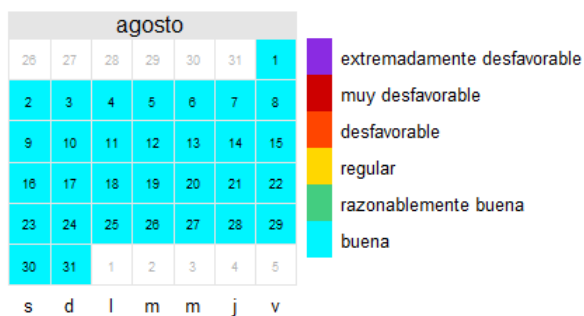 agosto
26 27 28 29 30 31 1
2 3 4 5 6 7 8
9 10 11 12 13 14 15
16 17 18 19 20 21 22
23 24 25 26 27 28 29
30 31 1 2 3 4 5
s d l m m j v
extremadamente desfavorable
muy desfavorable
desfavorable
regular
razonablemente buena
buena